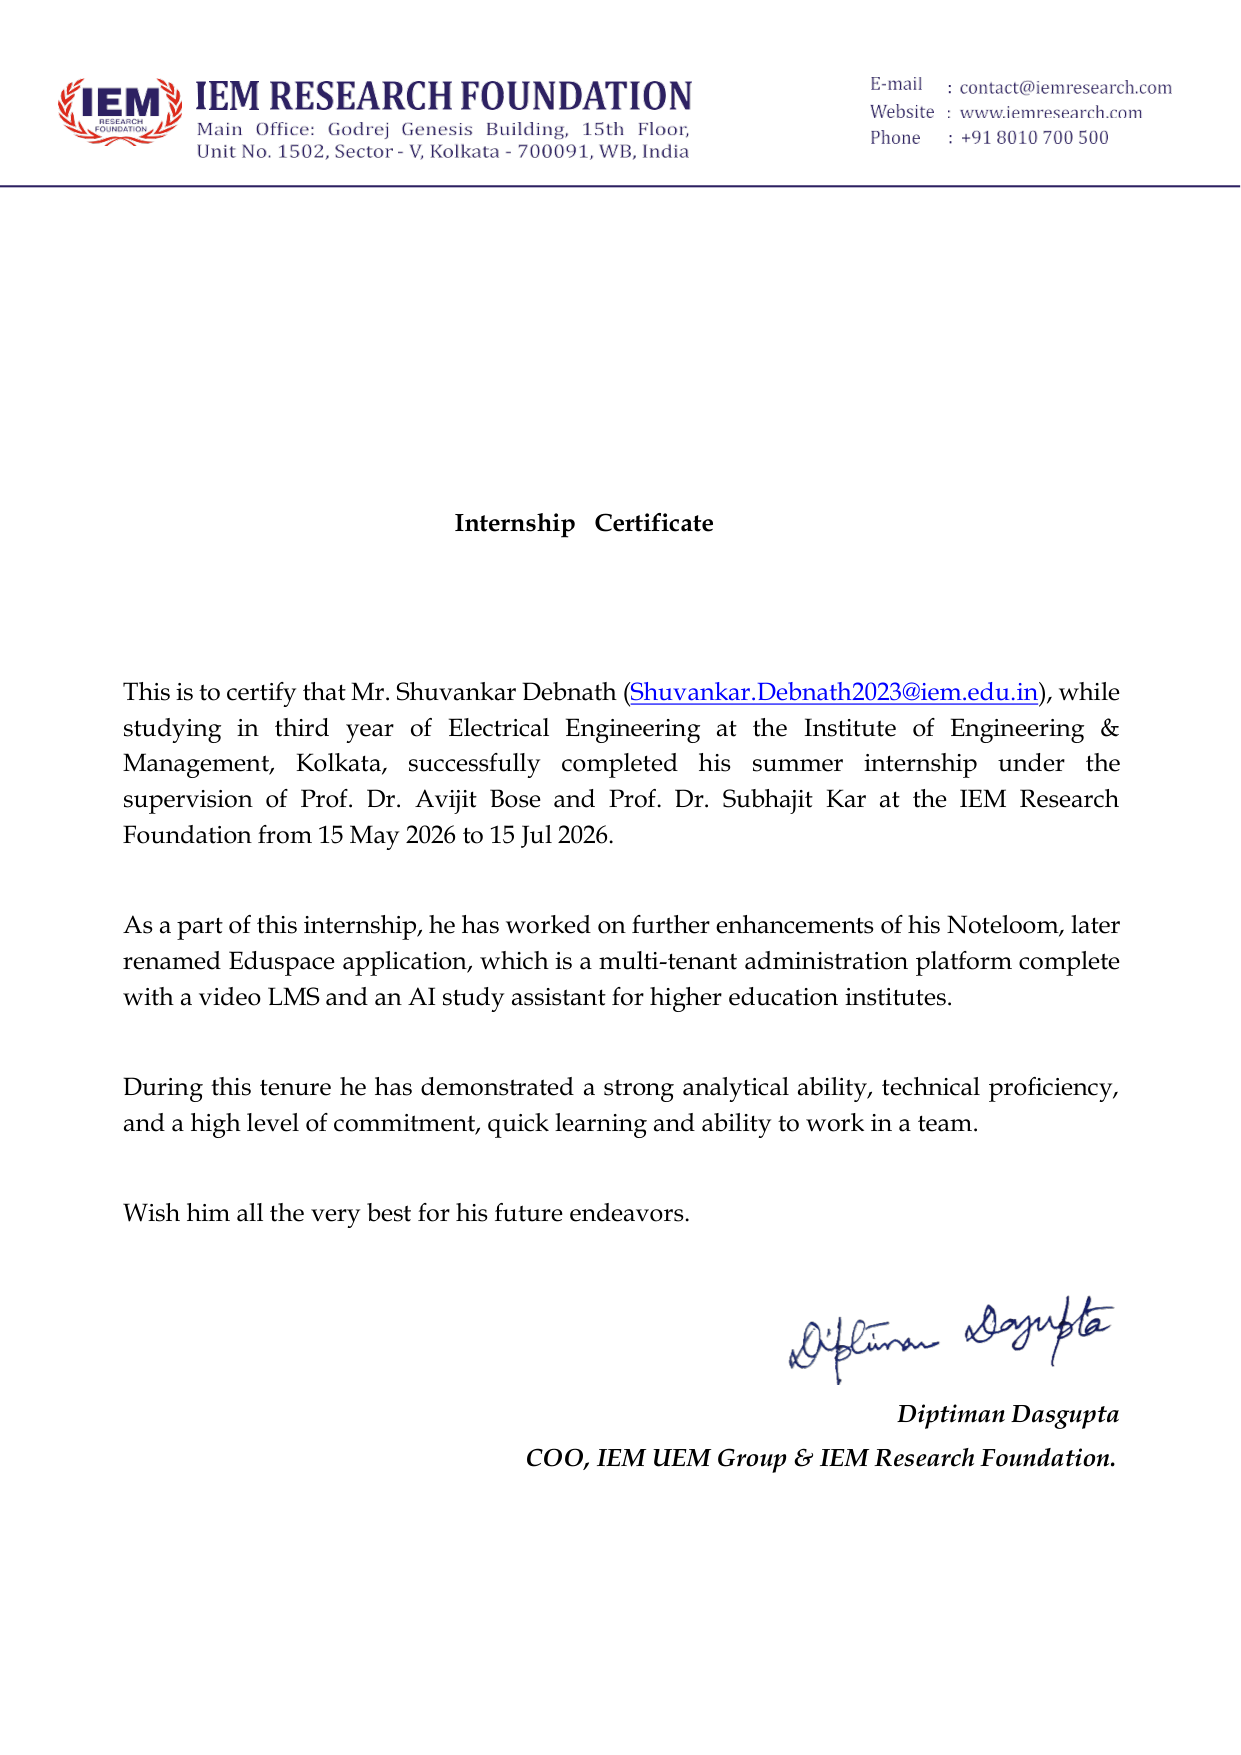 IEM
RESEARCH
FOUNDATION
IEM RESEARCH FOUNDATION
Main Office: Godrej Genesis Building, 15th Floor,
Unit No. 1502, Sector - V, Kolkata - 700091, WB, India
E-mail : contact@iemresearch.com
Website : www.iemresearch.com
Phone : +91 8010 700 500
Internship Certificate
This is to certify that Mr. Shuvankar Debnath (Shuvankar.Debnath2023@iem.edu.in), while
studying in third year of Electrical Engineering at the Institute of Engineering &
Management, Kolkata, successfully completed his summer internship under the
supervision of Prof. Dr. Avijit Bose and Prof. Dr. Subhajit Kar at the IEM Research
Foundation from 15 May 2026 to 15 Jul 2026.
As a part of this internship, he has worked on further enhancements of his Noteloom, later
renamed Eduspace application, which is a multi-tenant administration platform complete
with a video LMS and an AI study assistant for higher education institutes.
During this tenure he has demonstrated a strong analytical ability, technical proficiency,
and a high level of commitment, quick learning and ability to work in a team.
Wish him all the very best for his future endeavors.
Diptiman Dasgupta
Diptiman Dasgupta
COO, IEM UEM Group & IEM Research Foundation.